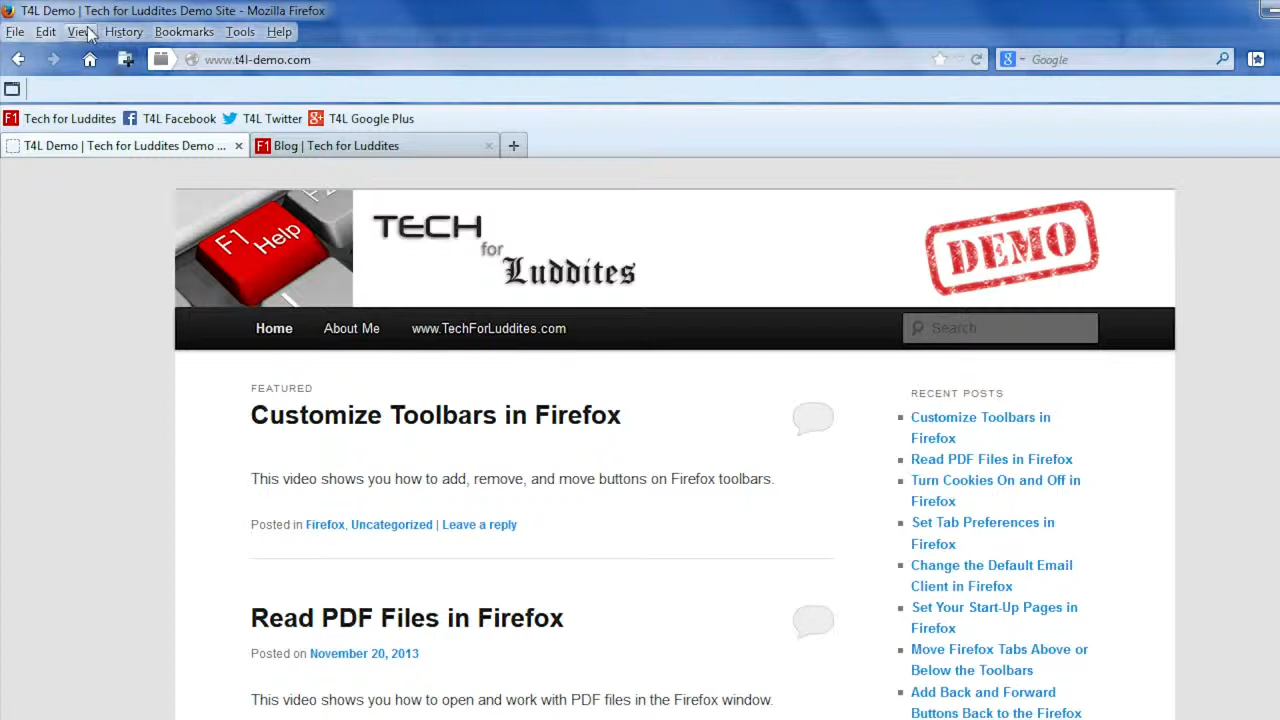 T4L Demo | Tech for Luddites Demo Site - Mozilla Firefox
File Edit View History Bookmarks Tools Help
www.t4l-demo.com
Google
Tech for Luddites T4L Facebook T4L Twitter T4L Google Plus
T4L Demo | Tech for Luddites Demo ... Blog | Tech for Luddites
F1 Help
TECH
for
Luddites
DEMO
Home About Me www.TechForLuddites.com Search
FEATURED
Customize Toolbars in Firefox
This video shows you how to add, remove, and move buttons on Firefox toolbars.
Posted in Firefox, Uncategorized | Leave a reply
Read PDF Files in Firefox
Posted on November 20, 2013
This video shows you how to open and work with PDF files in the Firefox window.
RECENT POSTS
Customize Toolbars in
Firefox
Read PDF Files in Firefox
Turn Cookies On and Off in
Firefox
Set Tab Preferences in
Firefox
Change the Default Email
Client in Firefox
Set Your Start-Up Pages in
Firefox
Move Firefox Tabs Above or
Below the Toolbars
Add Back and Forward
Buttons Back to the Firefox